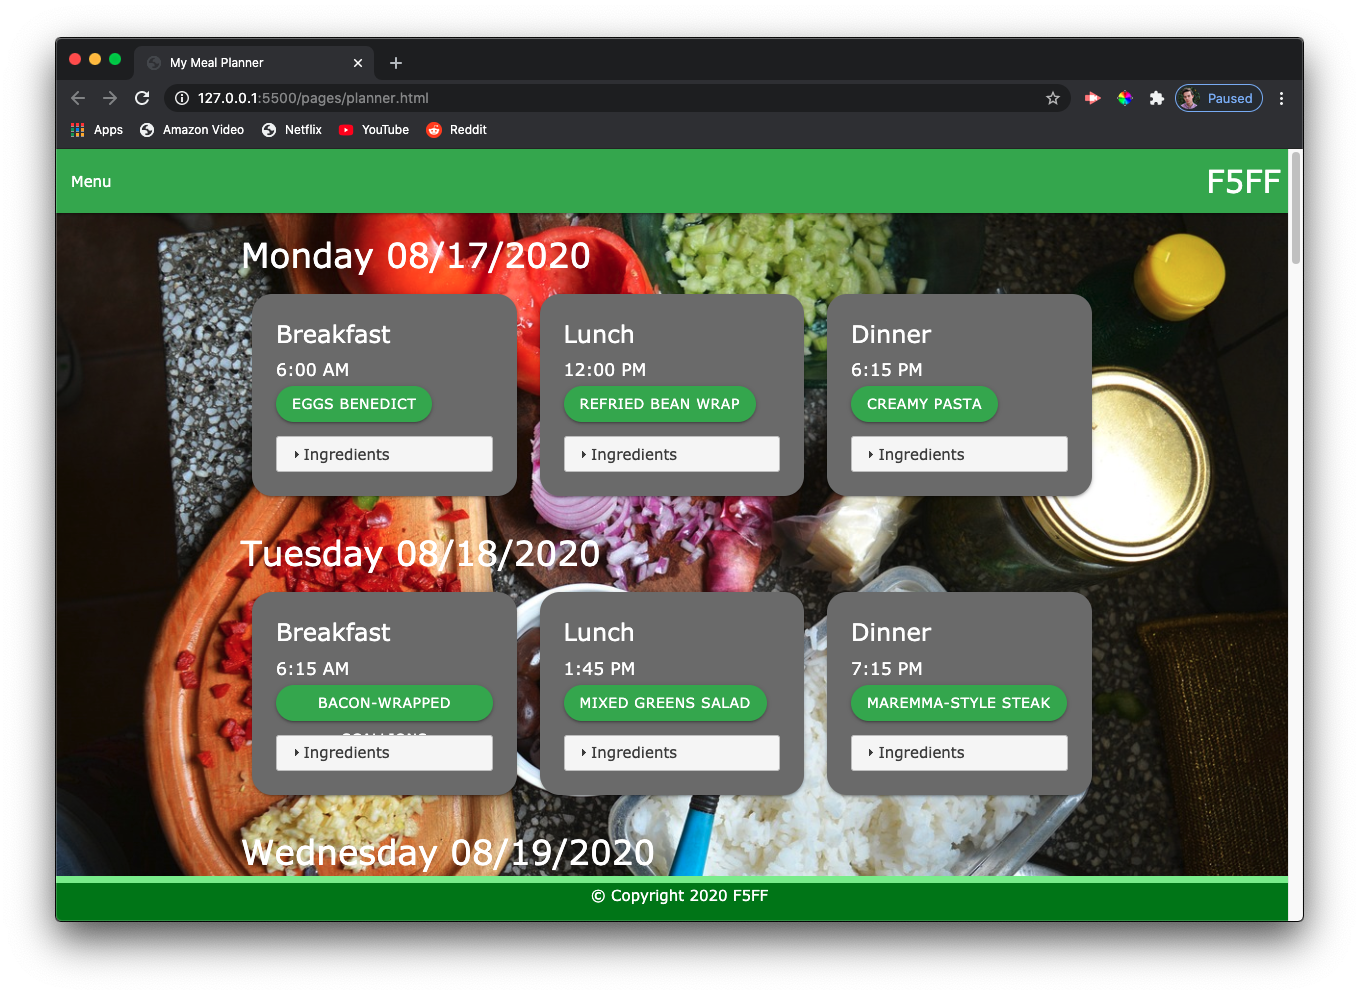 My Meal Planner
127.0.0.1:5500/pages/planner.html
Paused
Apps Amazon Video Netflix YouTube Reddit
Menu F5FF
Monday 08/17/2020
Breakfast Lunch Dinner
6:00 AM 12:00 PM 6:15 PM
EGGS BENEDICT REFRIED BEAN WRAP CREAMY PASTA
Ingredients Ingredients Ingredients
Tuesday 08/18/2020
Breakfast Lunch Dinner
6:15 AM 1:45 PM 7:15 PM
BACON-WRAPPED MIXED GREENS SALAD MAREMMA-STYLE STEAK
Ingredients Ingredients Ingredients
Wednesday 08/19/2020
© Copyright 2020 F5FF